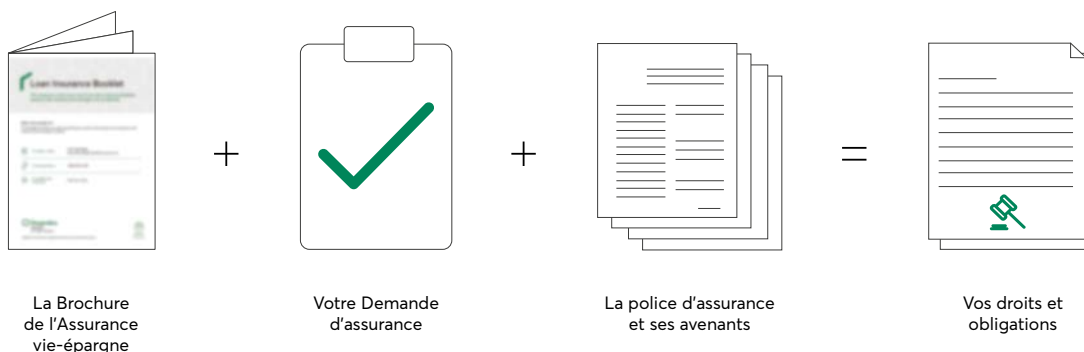 Loan Insurance Booklet
+
+
=
La Brochure
de l'Assurance
vie-épargne
Votre Demande
d'assurance
La police d'assurance
et ses avenants
Vos droits et
obligations